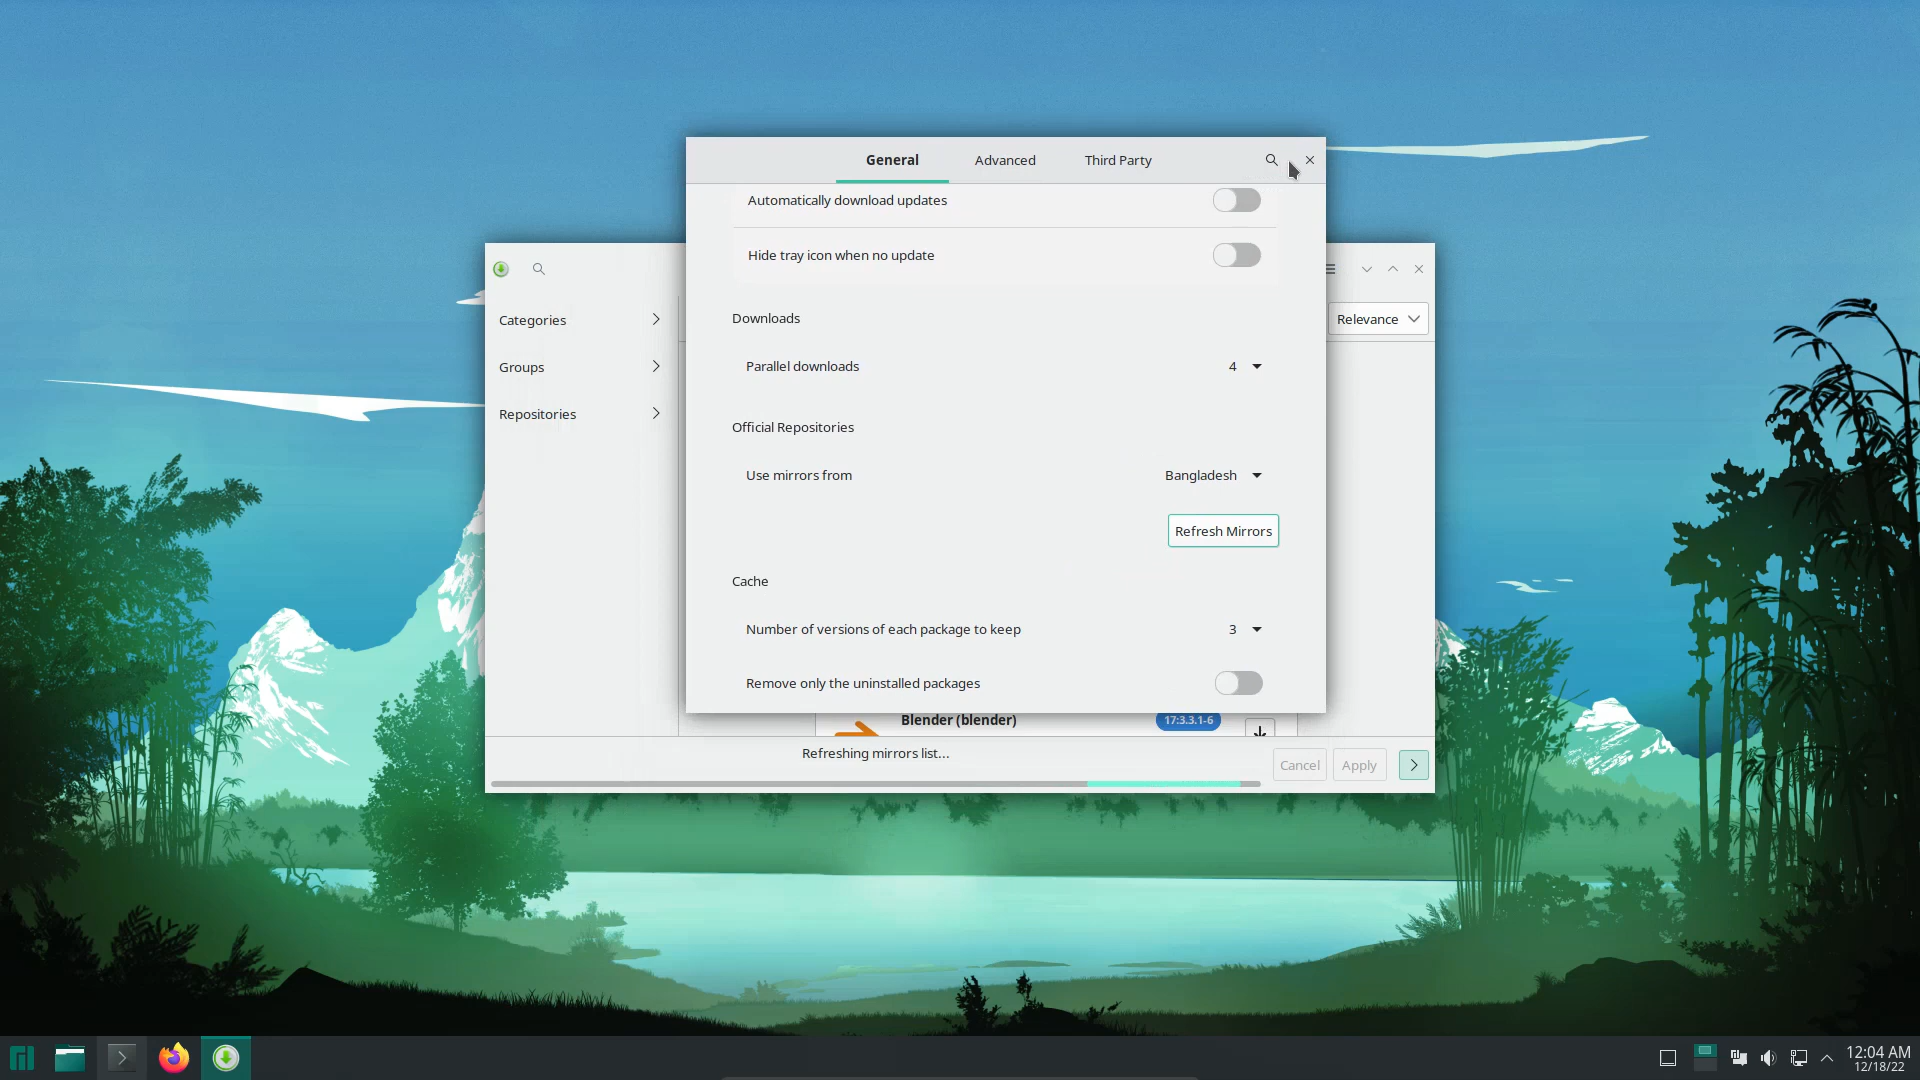 General
Advanced
Third Party
Automatically download updates
Hide tray icon when no update
Categories
Groups
Repositories
Relevance
Downloads
Parallel downloads
4
Official Repositories
Use mirrors from
Bangladesh
Refresh Mirrors
Cache
Number of versions of each package to keep
3
Remove only the uninstalled packages
Blender (blender)
17:3.3.1-6
Refreshing mirrors list...
Cancel
Apply
12:04 AM
12/18/22